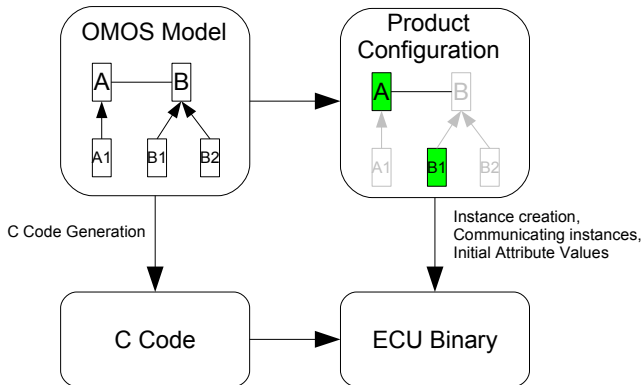 OMOS Model
A B
A1 B1 B2
Product
Configuration
A B
A1 B1 B2
C Code Generation
Instance creation,
Communicating instances,
Initial Attribute Values
C Code
ECU Binary